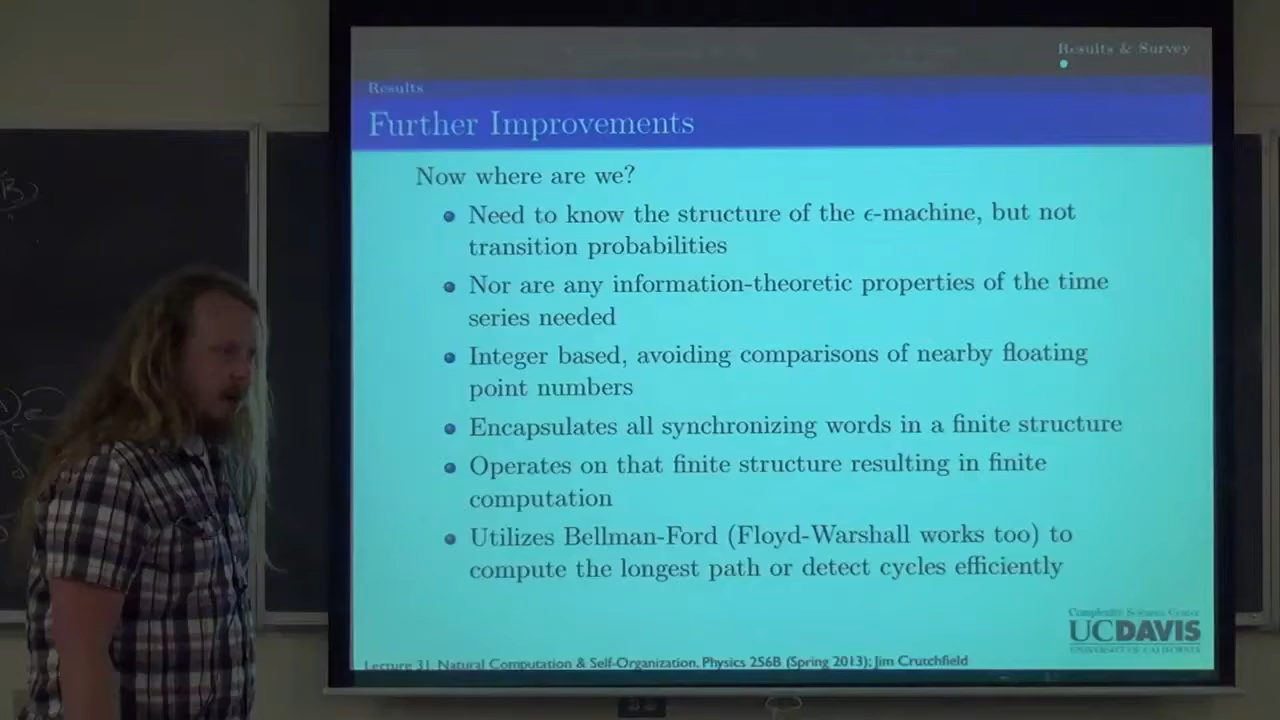 Results & Survey
Results
Further Improvements
Now where are we?
Need to know the structure of the ϵ-machine, but not
transition probabilities
Nor are any information-theoretic properties of the time
series needed
Integer based, avoiding comparisons of nearby floating
point numbers
Encapsulates all synchronizing words in a finite structure
Operates on that finite structure resulting in finite
computation
Utilizes Bellman-Ford (Floyd-Warshall works too) to
compute the longest path or detect cycles efficiently
Complexity Sciences Center
UCDAVIS
UNIVERSITY OF CALIFORNIA
Lecture 31 Natural Computation & Self-Organization, Physics 256B (Spring 2013); Jim Crutchfield